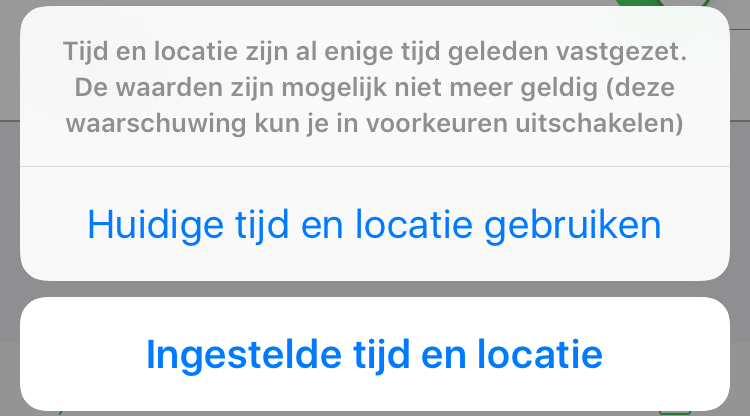 Tijd en locatie zijn al enige tijd geleden vastgezet.
De waarden zijn mogelijk niet meer geldig (deze
waarschuwing kun je in voorkeuren uitschakelen)
Huidige tijd en locatie gebruiken
Ingestelde tijd en locatie